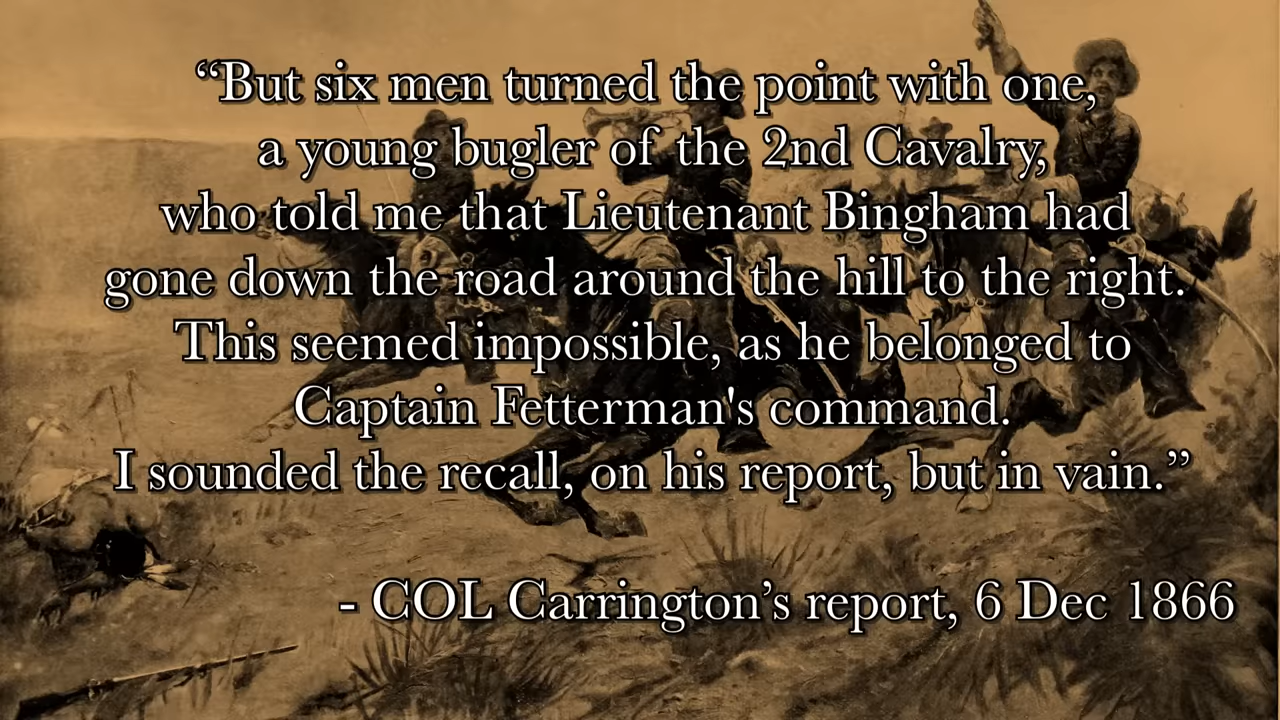 “But six men turned the point with one,
a young bugler of the 2nd Cavalry,
who told me that Lieutenant Bingham had
gone down the road around the hill to the right.
This seemed impossible, as he belonged to
Captain Fetterman's command.
I sounded the recall, on his report, but in vain.”
- COL Carrington’s report, 6 Dec 1866